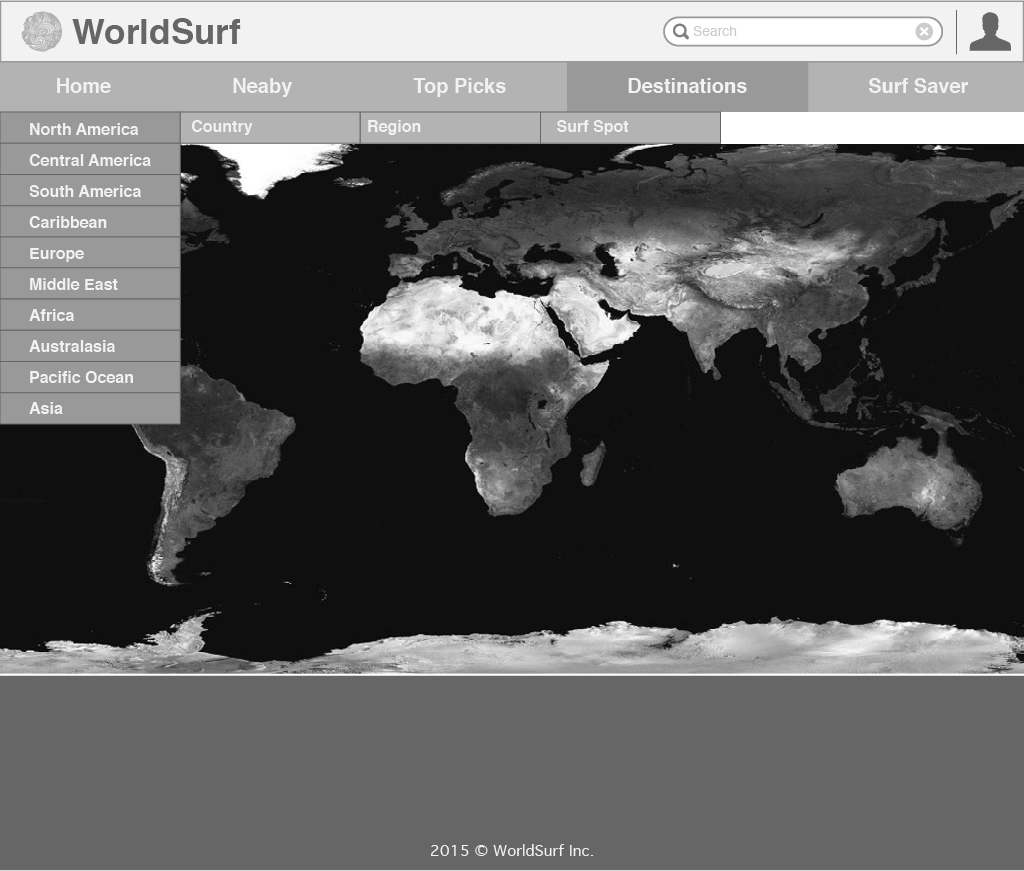 WorldSurf
Search
Home Neaby Top Picks Destinations Surf Saver
North America Country Region Surf Spot
Central America
South America
Caribbean
Europe
Middle East
Africa
Australasia
Pacific Ocean
Asia
2015 © WorldSurf Inc.